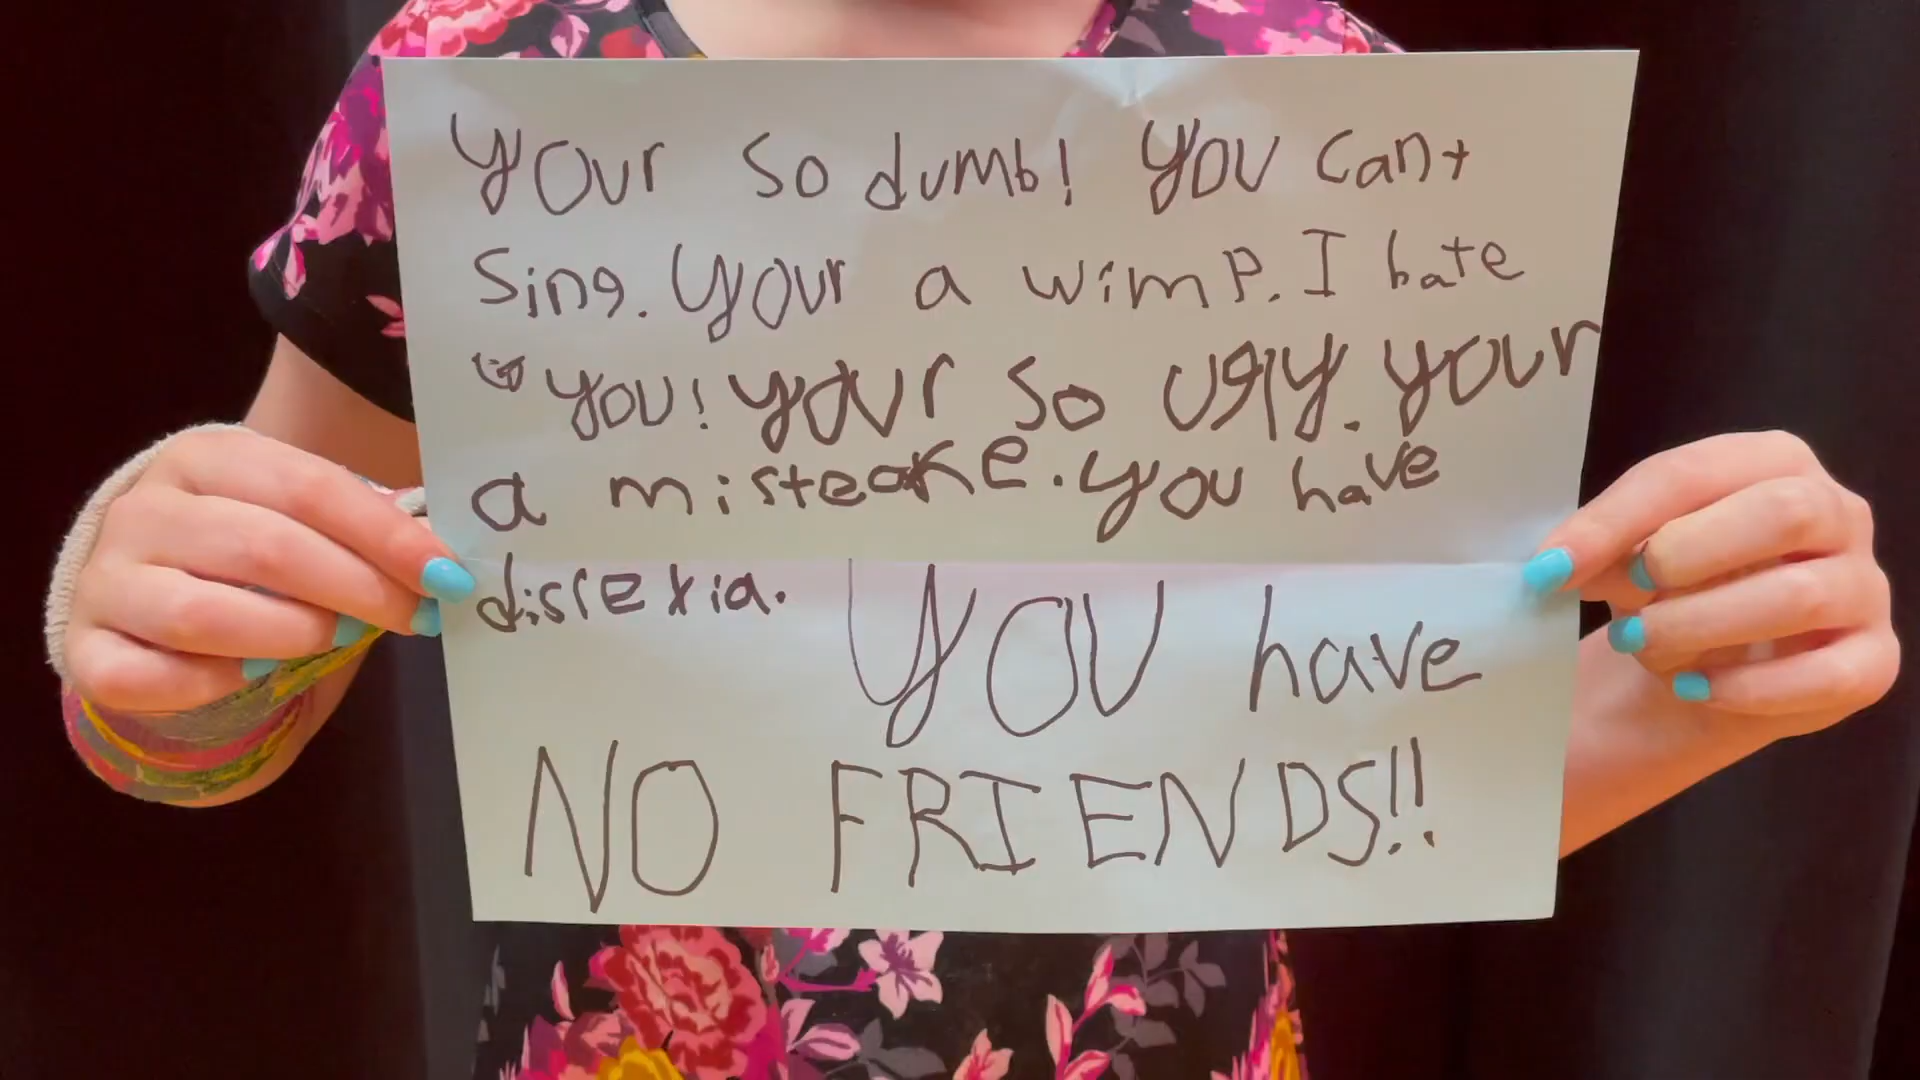 Your so dumb! You cant
Sing. Your a wimp. I hate
you! your so ugly. your
a misteake. you have
dislexia. You have
NO FRIENDS!!